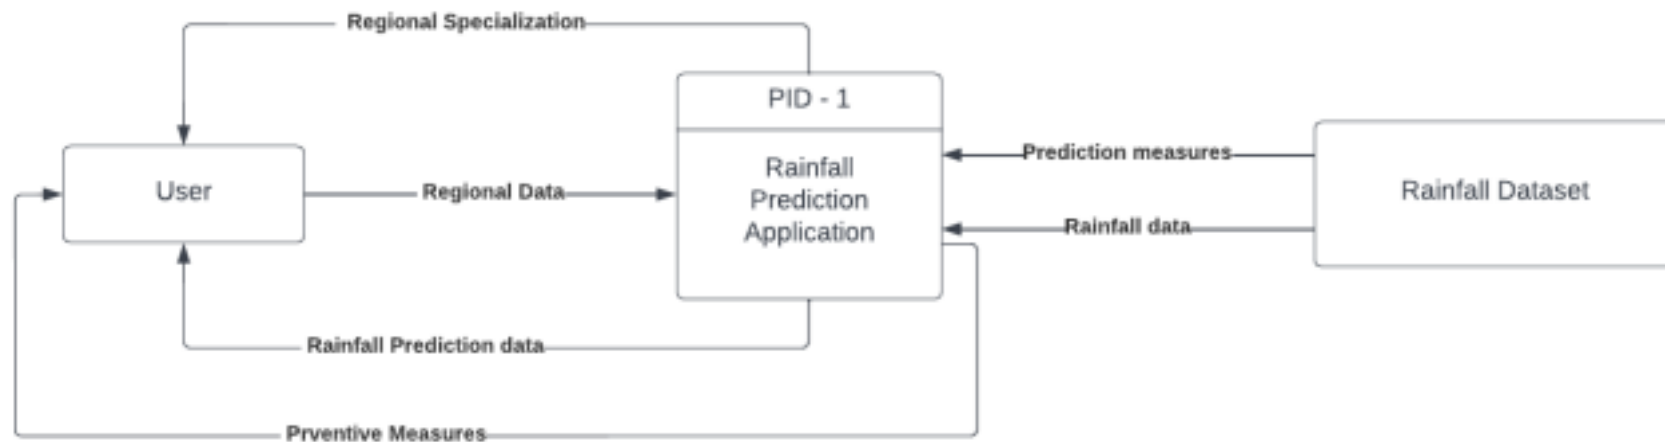 Regional Specialization
PID - 1
Prediction measures
Rainfall
Prediction
Application
User
Regional Data
Rainfall Dataset
Rainfall data
Rainfall Prediction data
Prventive Measures